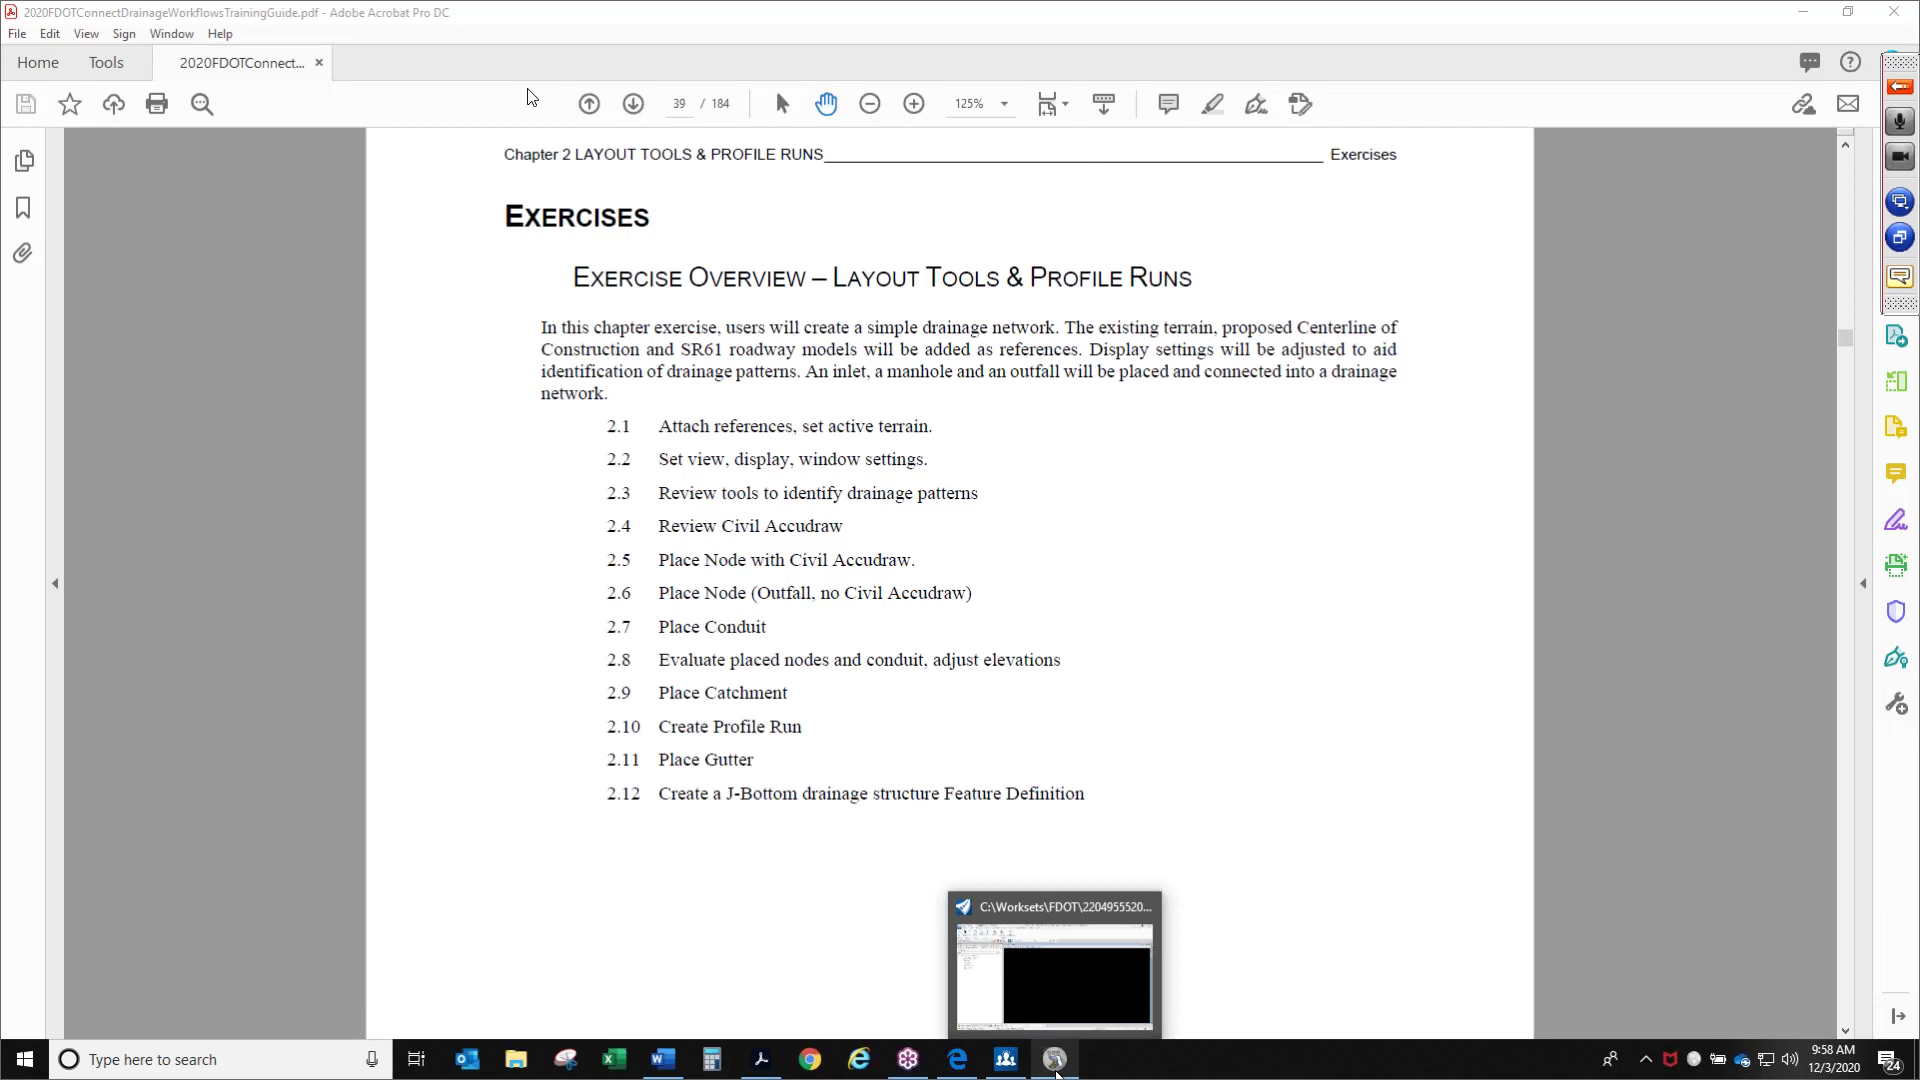 2020FDOTConnectDrainageWorkflowsTrainingGuide.pdf - Adobe Acrobat Pro DC
File Edit View Sign Window Help
Home Tools 2020FDOTConnect... ×
39 / 184 125%
Chapter 2 LAYOUT TOOLS & PROFILE RUNS Exercises
EXERCISES
EXERCISE OVERVIEW – LAYOUT TOOLS & PROFILE RUNS
In this chapter exercise, users will create a simple drainage network. The existing terrain, proposed Centerline of
Construction and SR61 roadway models will be added as references. Display settings will be adjusted to aid
identification of drainage patterns. An inlet, a manhole and an outfall will be placed and connected into a drainage
network.
2.1 Attach references, set active terrain.
2.2 Set view, display, window settings.
2.3 Review tools to identify drainage patterns
2.4 Review Civil Accudraw
2.5 Place Node with Civil Accudraw.
2.6 Place Node (Outfall, no Civil Accudraw)
2.7 Place Conduit
2.8 Evaluate placed nodes and conduit, adjust elevations
2.9 Place Catchment
2.10 Create Profile Run
2.11 Place Gutter
2.12 Create a J-Bottom drainage structure Feature Definition
C:\Worksets\FDOT\2204955520...
Type here to search
9:58 AM
12/3/2020
24